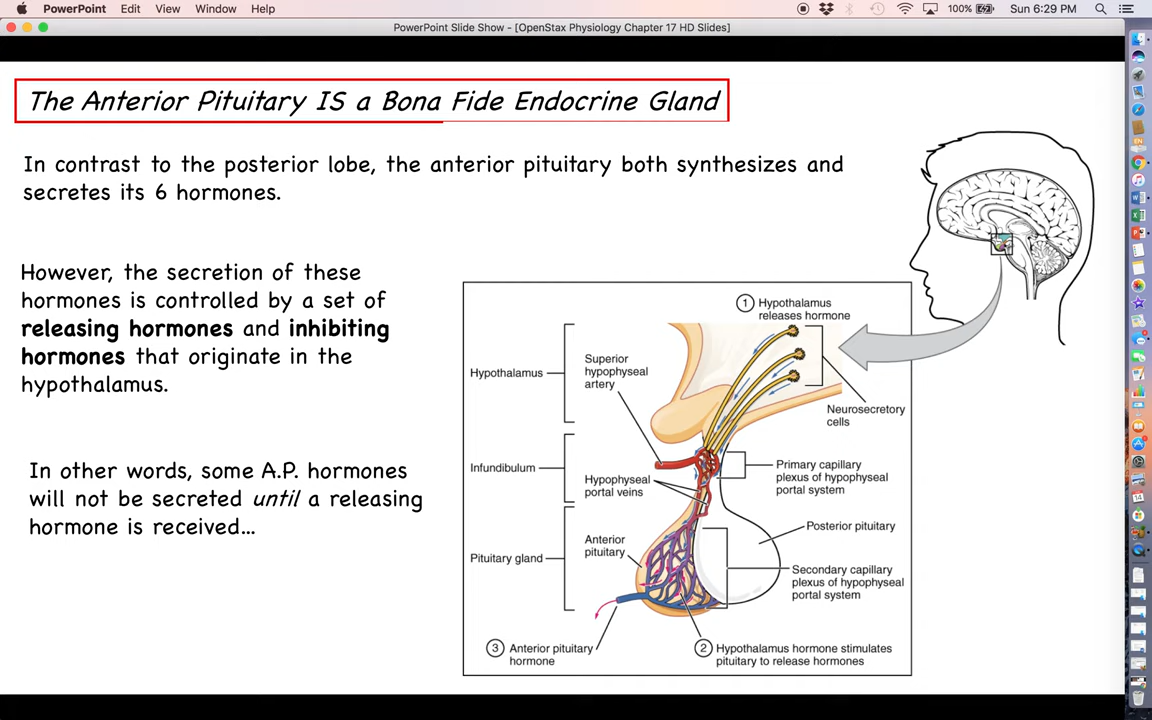 PowerPoint Edit View Window Help 100% Sun 6:29 PM
PowerPoint Slide Show - [OpenStax Physiology Chapter 17 HD Slides]
The Anterior Pituitary IS a Bona Fide Endocrine Gland
In contrast to the posterior lobe, the anterior pituitary both synthesizes and
secretes its 6 hormones.
However, the secretion of these
hormones is controlled by a set of
releasing hormones and inhibiting
hormones that originate in the
hypothalamus.
In other words, some A.P. hormones
will not be secreted until a releasing
hormone is received...
1 Hypothalamus
releases hormone
Superior
hypophyseal
artery
Hypothalamus
Neurosecretory
cells
Infundibulum
Primary capillary
plexus of hypophyseal
portal system
Hypophyseal
portal veins
Posterior pituitary
Anterior
pituitary
Pituitary gland
Secondary capillary
plexus of hypophyseal
portal system
3 Anterior pituitary
hormone
2 Hypothalamus hormone stimulates
pituitary to release hormones